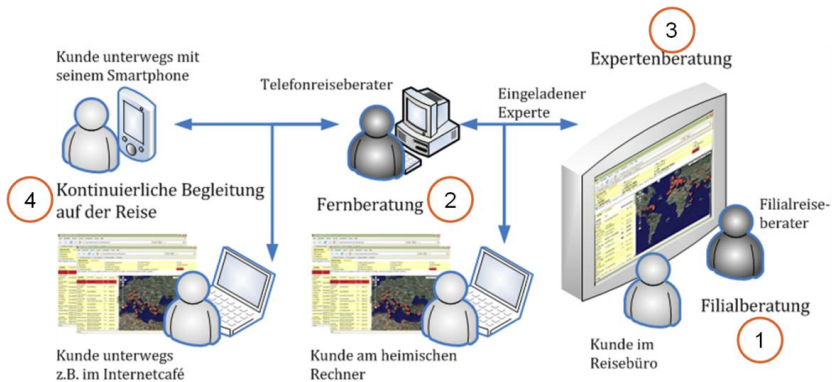 Kunde unterwegs mit
seinem Smartphone
Telefonreiseberater
Eingeladener
Experte
3
Expertenberatung
4
Kontinuierliche Begleitung
auf der Reise
Fernberatung
2
Filialreise-
berater
Kunde unterwegs
z.B. im Internetcafé
Kunde am heimischen
Rechner
Kunde im
Reisebüro
Filialberatung
1